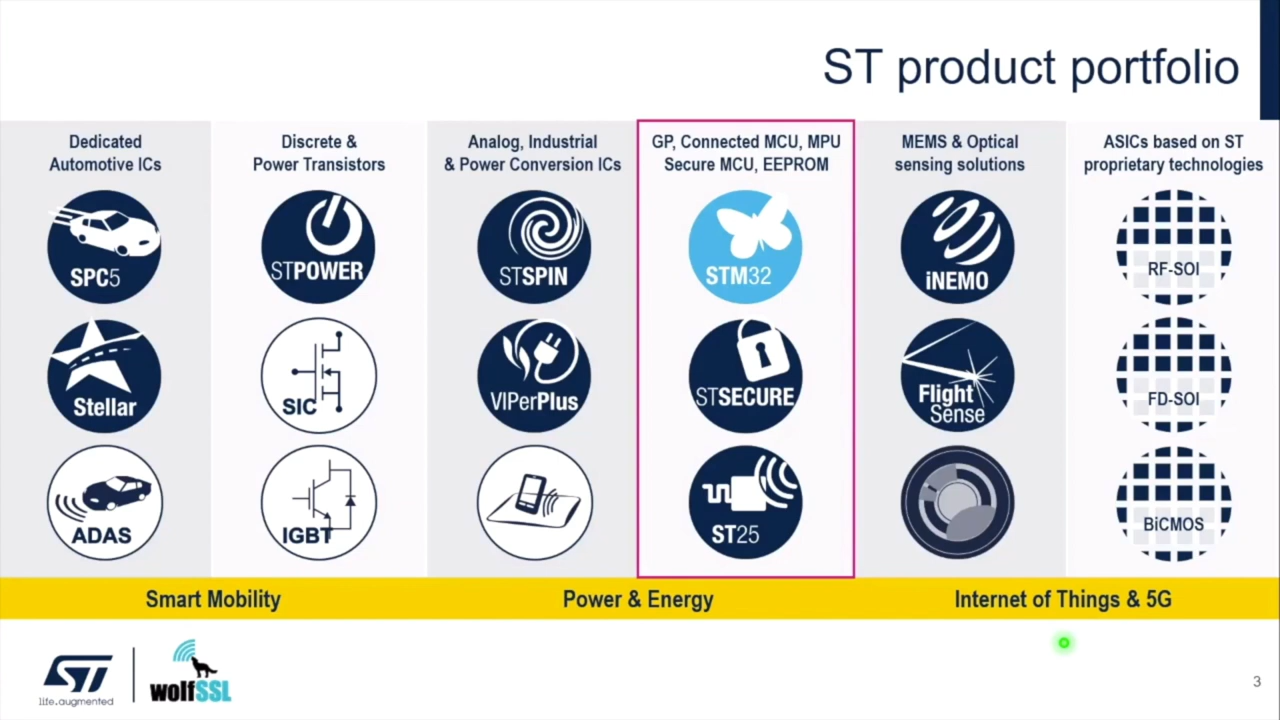 ST product portfolio
Dedicated
Automotive ICs
SPC5
Stellar
ADAS
Discrete &
Power Transistors
STPOWER
SIC
IGBT
Analog, Industrial
& Power Conversion ICs
STSPIN
VIPerPlus
GP, Connected MCU, MPU
Secure MCU, EEPROM
STM32
STSECURE
ST25
MEMS & Optical
sensing solutions
iNEMO
Flight
Sense
ASICs based on ST
proprietary technologies
RF-SOI
FD-SOI
BiCMOS
Smart Mobility
Power & Energy
Internet of Things & 5G
ST
life.augmented
wolfSSL
3